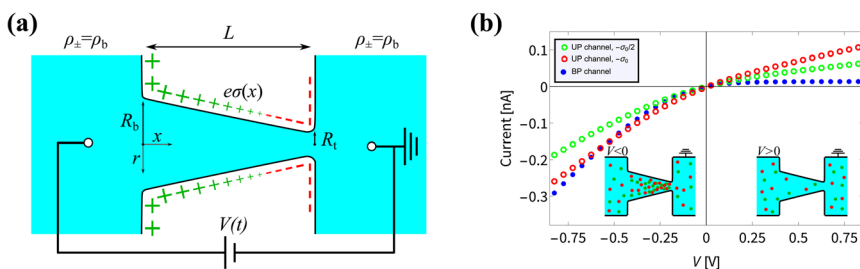 (a)
ρ±=ρb
L
ρ±=ρb
eσ(x)
Rb
x
r
Rt
V(t)
(b)
UP channel, −σ0/2
UP channel, −σ0
BP channel
Current [nA]
0.1
0
-0.1
-0.2
-0.3
V<0
V>0
-0.75
-0.50
-0.25
0
0.25
0.50
0.75
V [V]